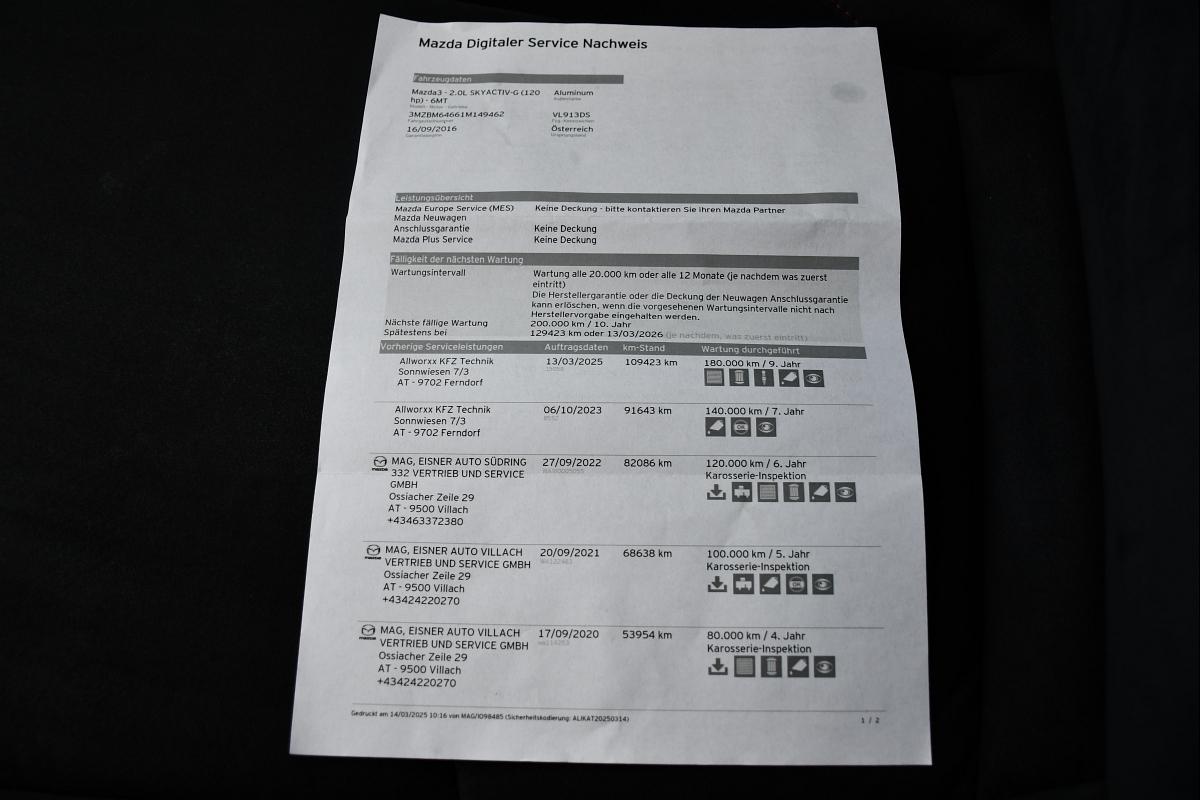 Mazda Digitaler Service Nachweis
Fahrzeugdaten
Mazda3 - 2.0L SKYACTIV-G (120 Aluminum
hp) - 6MT
Modell - Motor - Getriebe
3MZBM64661M149462 VL913DS
Fahrgestellnummer Fzg.-Kennzeichen
16/09/2016 Österreich
Garantiebeginn Ursprungsland
Leistungsübersicht
Mazda Europe Service (MES) Keine Deckung - bitte kontaktieren Sie Ihren Mazda Partner
Mazda Neuwagen
Anschlussgarantie Keine Deckung
Mazda Plus Service Keine Deckung
Fälligkeit der nächsten Wartung
Wartungsintervall Wartung alle 20.000 km oder alle 12 Monate (je nachdem was zuerst
eintritt)
Die Herstellergarantie oder die Deckung der Neuwagen Anschlussgarantie
kann erlöschen, wenn die vorgesehenen Wartungsintervalle nicht nach
Herstellervorgabe eingehalten werden.
Nächste fällige Wartung 200.000 km / 10. Jahr
Spätestens bei 129423 km oder 13/03/2026 (je nachdem, was zuerst eintritt)
Vorherige Serviceleistungen Auftragsdaten km-Stand Wartung durchgeführt
Allworxx KFZ Technik 13/03/2025 109423 km 180.000 km / 9. Jahr
Sonnwiesen 7/3
AT - 9702 Ferndorf
Allworxx KFZ Technik 06/10/2023 91643 km 140.000 km / 7. Jahr
Sonnwiesen 7/3
AT - 9702 Ferndorf
OK
MAG, EISNER AUTO SÜDRING 27/09/2022 82086 km 120.000 km / 6. Jahr
332 VERTRIEB UND SERVICE Karosserie-Inspektion
GMBH
Ossiacher Zeile 29
AT - 9500 Villach
+43463372380
MAG, EISNER AUTO VILLACH 20/09/2021 68638 km 100.000 km / 5. Jahr
VERTRIEB UND SERVICE GMBH Karosserie-Inspektion
Ossiacher Zeile 29
AT - 9500 Villach
OK
+43424220270
MAG, EISNER AUTO VILLACH 17/09/2020 53954 km 80.000 km / 4. Jahr
VERTRIEB UND SERVICE GMBH Karosserie-Inspektion
Ossiacher Zeile 29
AT - 9500 Villach
+43424220270
Gedruckt am 14/03/2025 10:16 von MAG/IO98485 (Sicherheitskodierung: ALIKAT20250314) 1 / 2